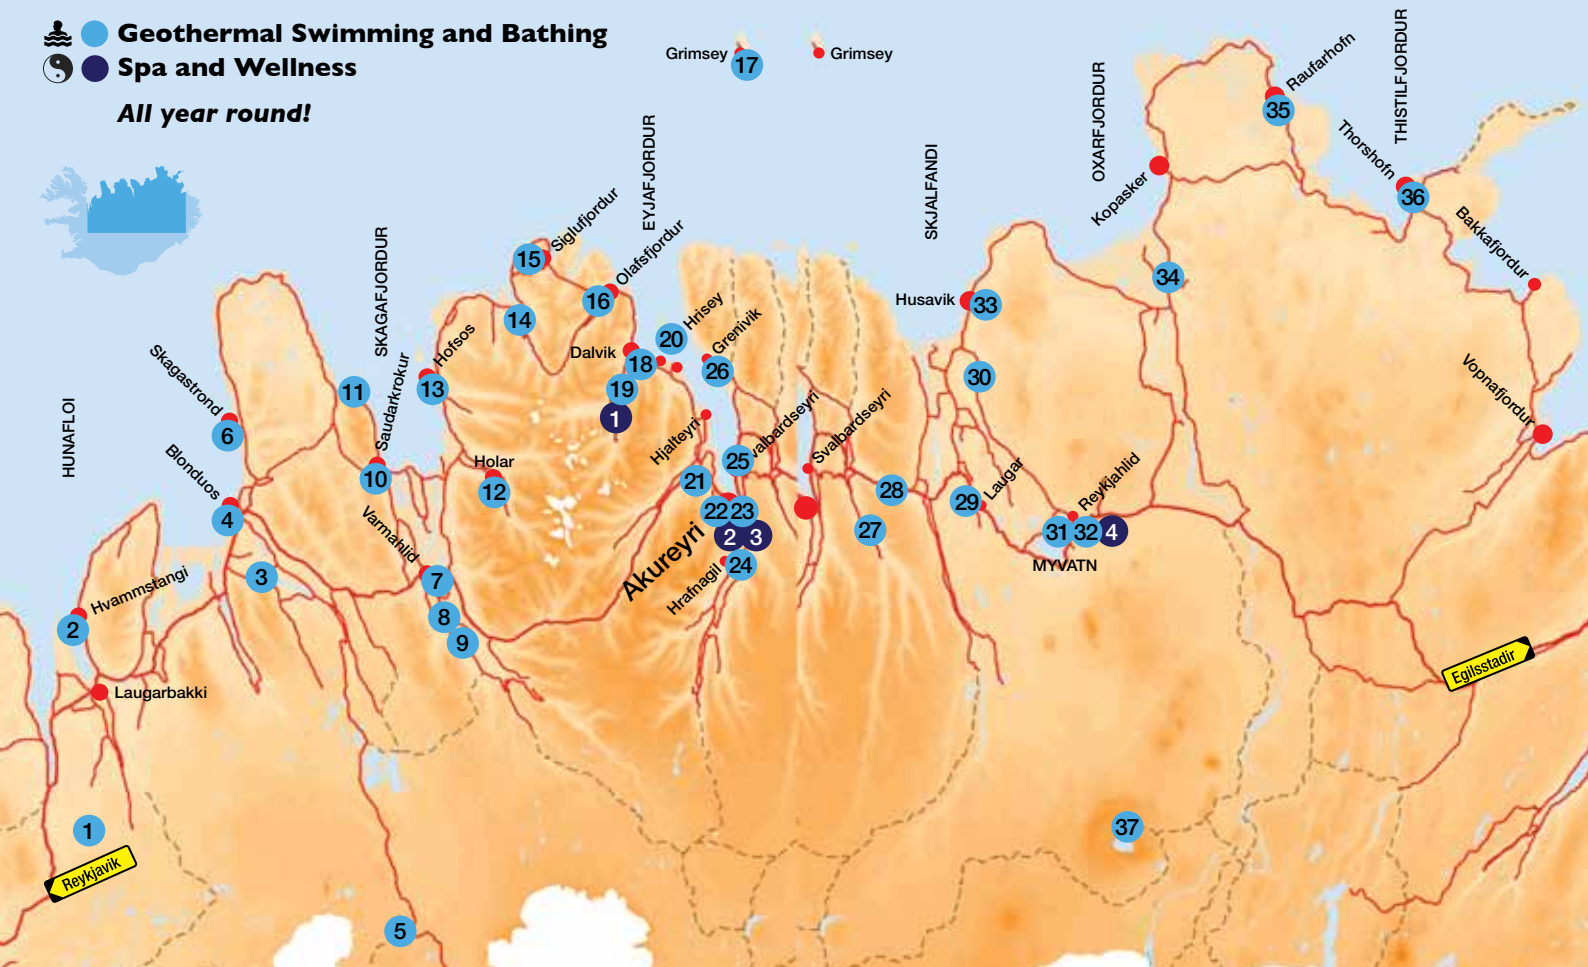 Geothermal Swimming and Bathing
Spa and Wellness
All year round!
Grimsey
17
Grimsey
OXARFJORDUR
THISTILFJORDUR
Raufarhofn
35
Thorshofn
36
Kopasker
Bakkafjordur
EYJAFJORDUR
SKJALFANDI
SKAGAFJORDUR
Siglufjordur
15
Olafsfjordur
16
14
34
Husavik
33
Hrisey
20
Grenivik
26
Dalvik
18
19
1
30
Hofsos
13
11
Skagastrond
6
HUNAFLOI
Saudarkrokur
10
Vopnafjordur
Hjalteyri
Svalbardseyri
25
Svalbardseyri
Blonduos
4
Holar
12
21
28
29
Laugar
Reykjahlid
22
23
2
3
27
31
32
4
MYVATN
Akureyri
Hrafnagil
24
Varmahlid
7
8
9
3
Hvammstangi
2
Laugarbakki
Egilsstadir
1
Reykjavik
37
5